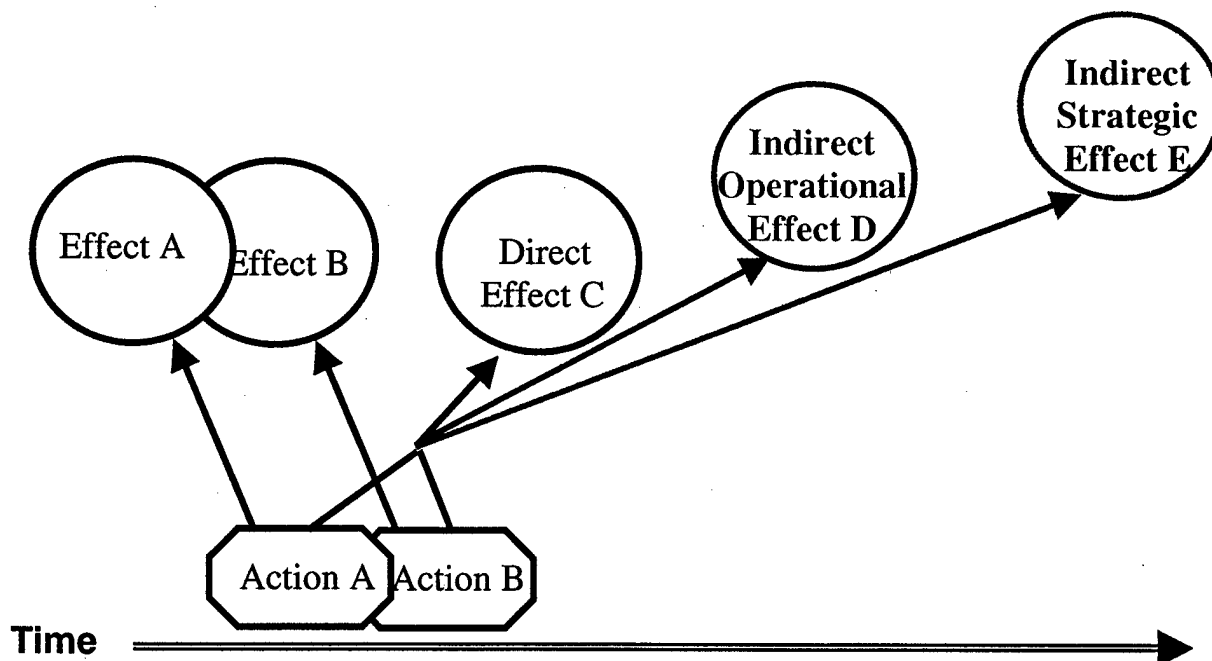 Effect A
Effect B
Direct
Effect C
Indirect
Operational
Effect D
Indirect
Strategic
Effect E
Action A
Action B
Time